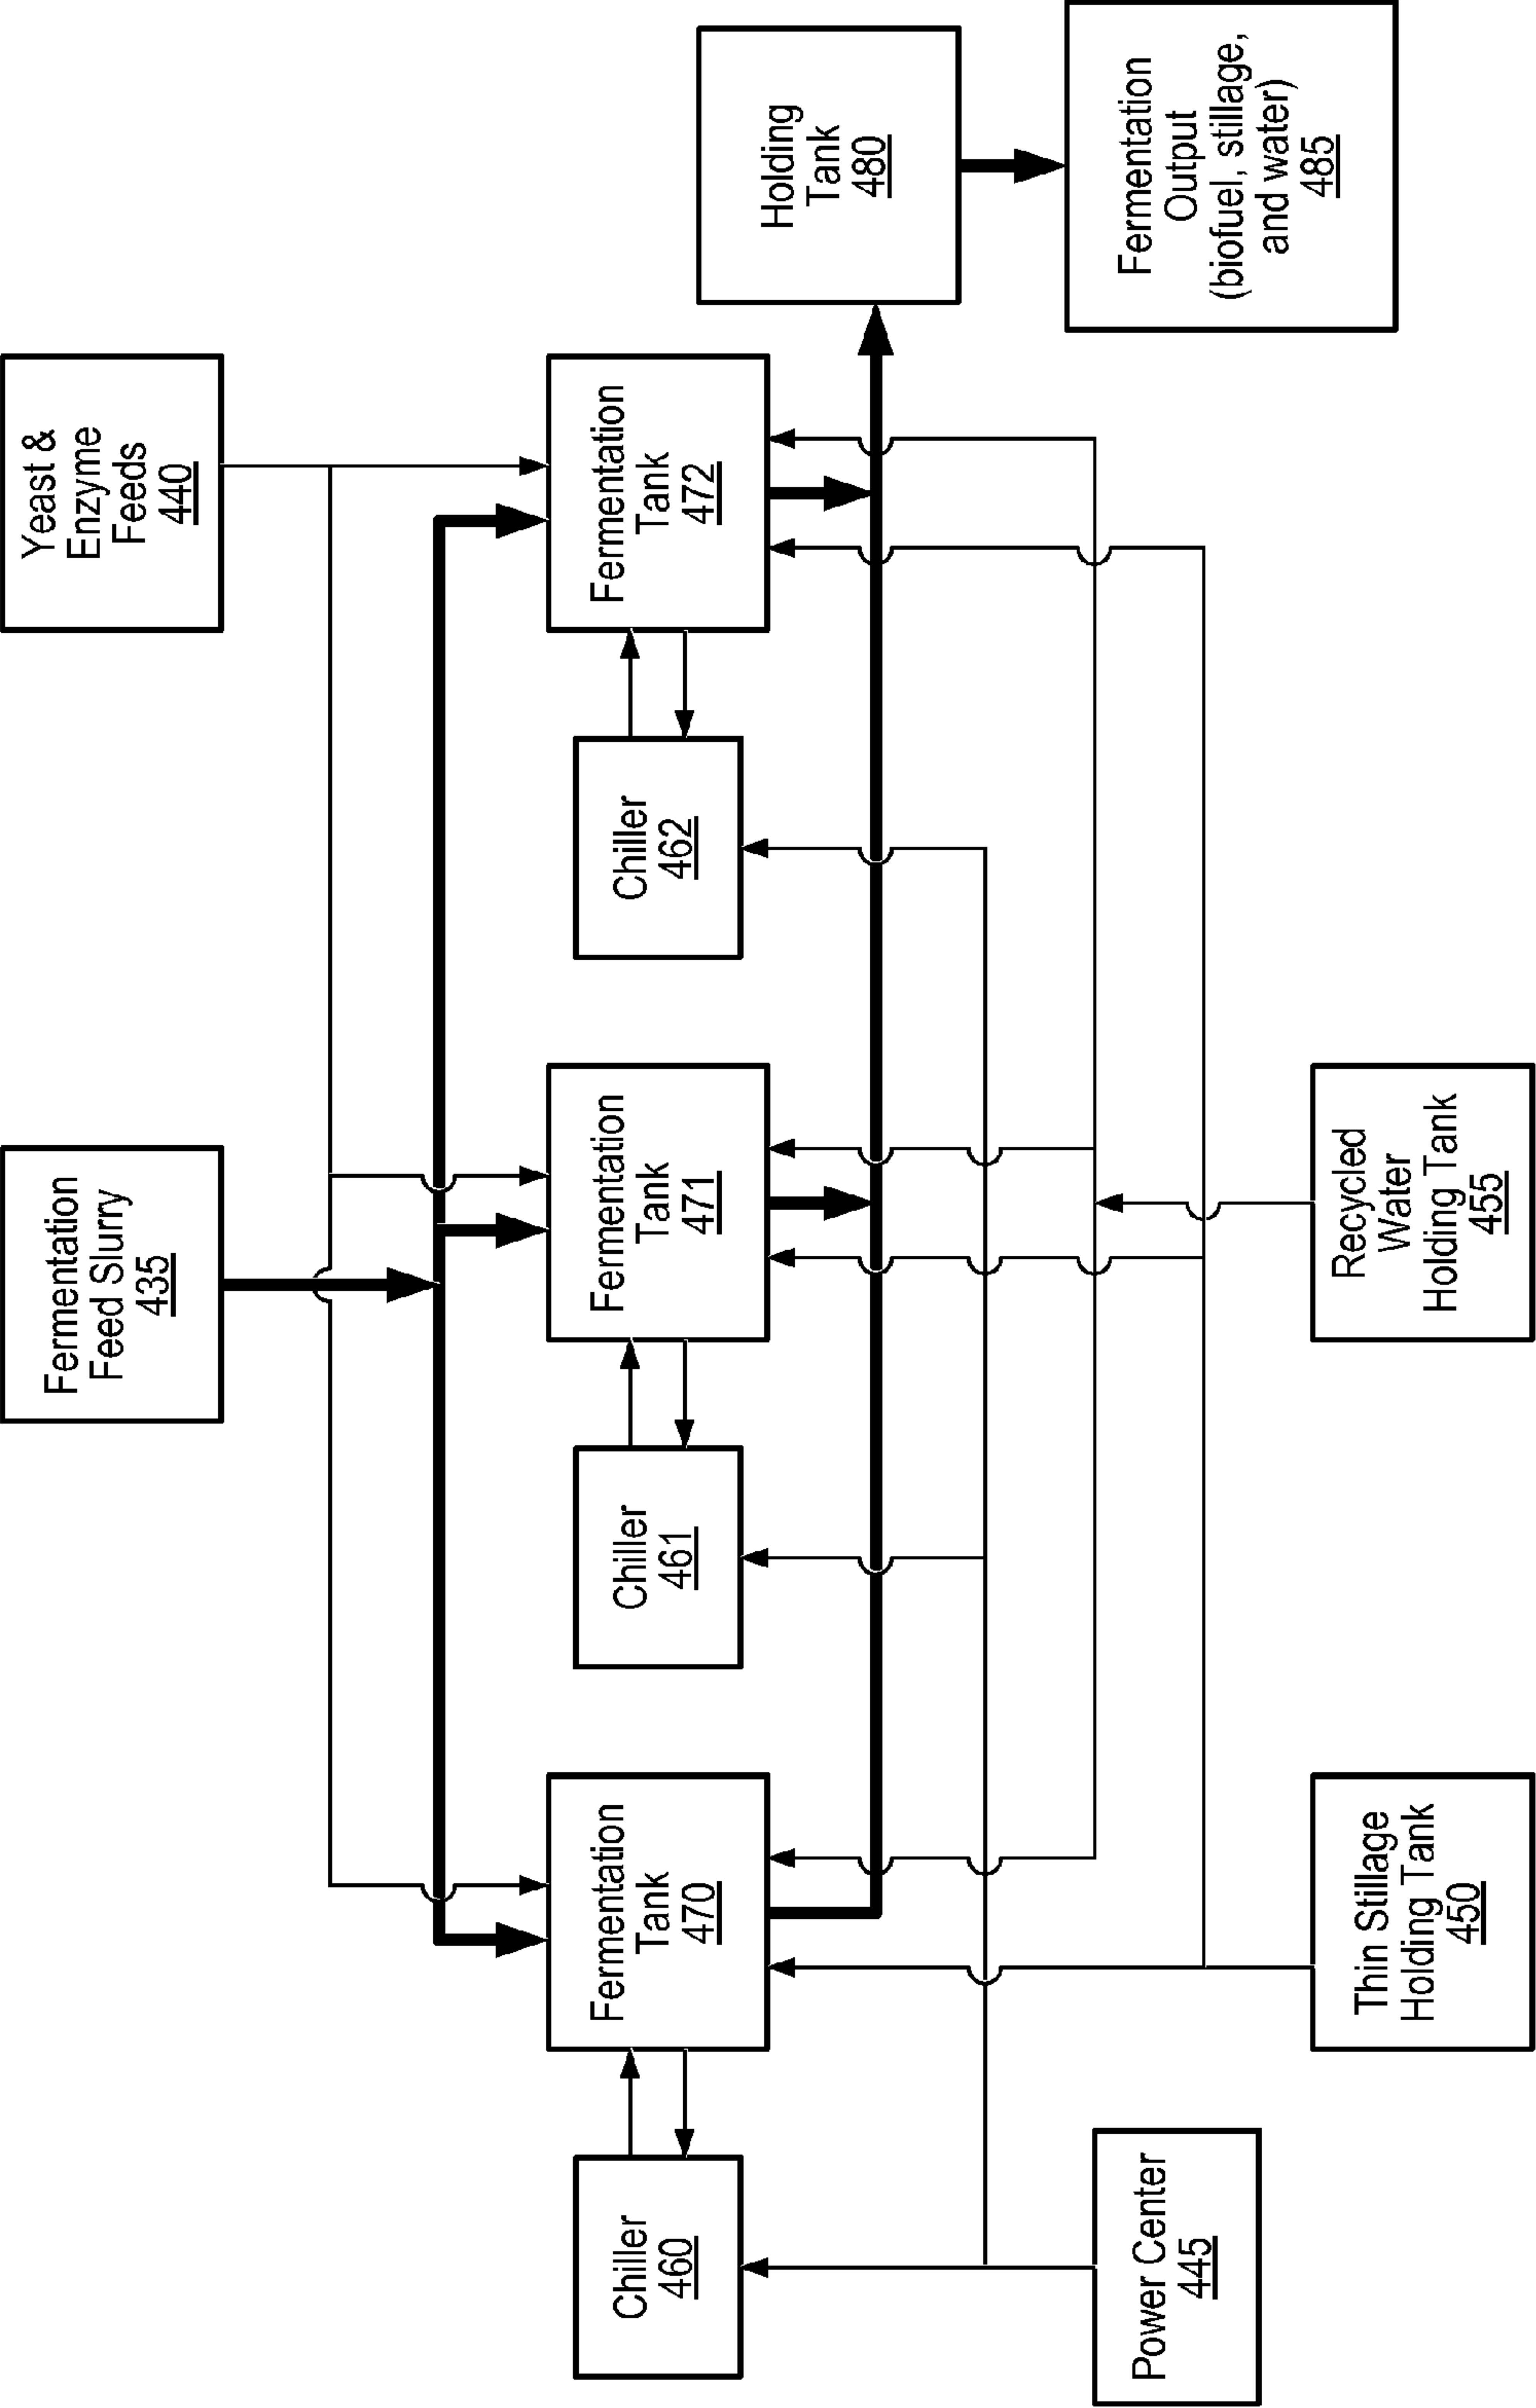 Fermentation
Feed Slurry
435
Yeast &
Enzyme
Feeds
440
Chiller
460
Fermentation
Tank
470
Chiller
461
Fermentation
Tank
471
Chiller
462
Fermentation
Tank
472
Holding
Tank
480
Power Center
445
Thin Stillage
Holding Tank
450
Recycled
Water
Holding Tank
455
Fermentation
Output
(biofuel, stillage,
and water)
485